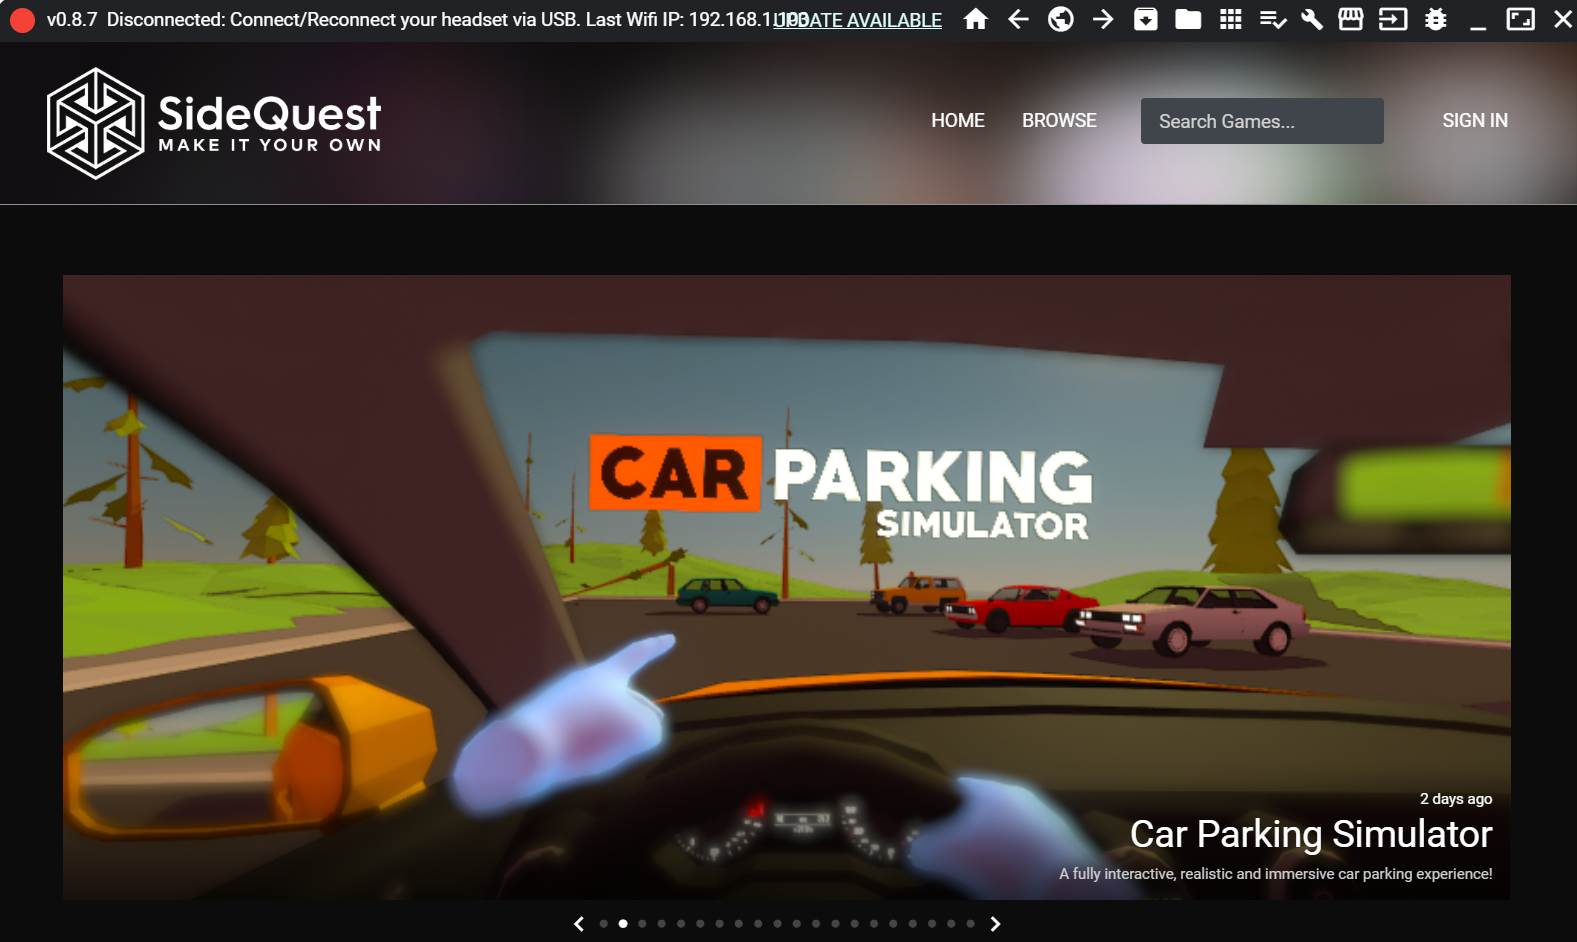 v0.8.7 Disconnected: Connect/Reconnect your headset via USB. Last Wifi IP: 192.168.1.103
UPDATE AVAILABLE
SideQuest
MAKE IT YOUR OWN
HOME
BROWSE
Search Games...
SIGN IN
CAR PARKING
SIMULATOR
2 days ago
Car Parking Simulator
A fully interactive, realistic and immersive car parking experience!